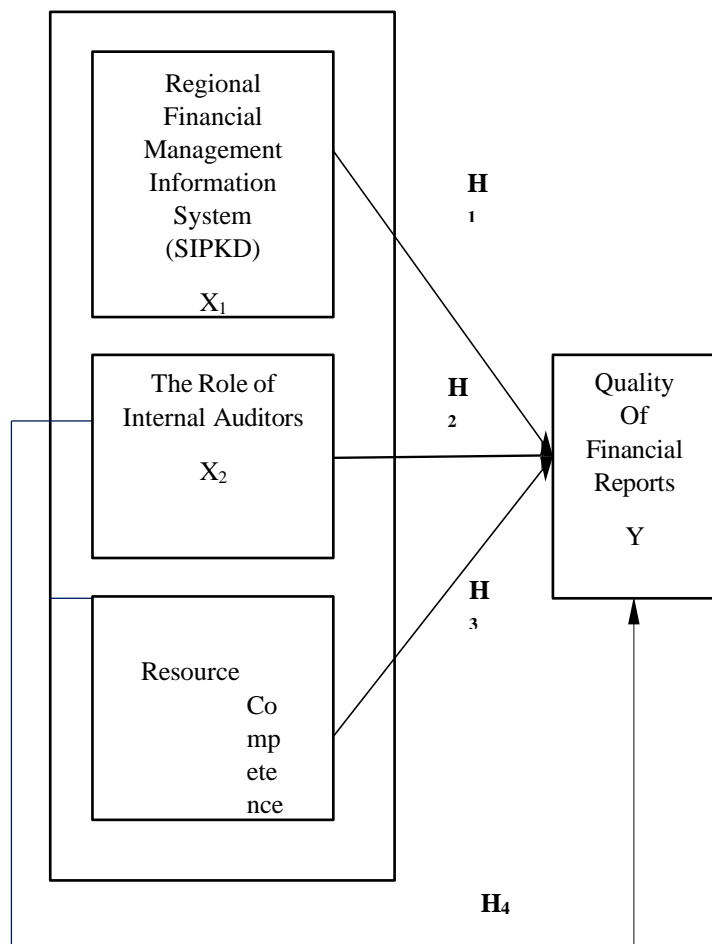 Regional
Financial
Management
Information
System
(SIPKD)
X₁
H
1
The Role of
Internal Auditors
X₂
H
2
Quality
Of
Financial
Reports
Y
H
3
Resource
Co
mp
ete
nce
H₄